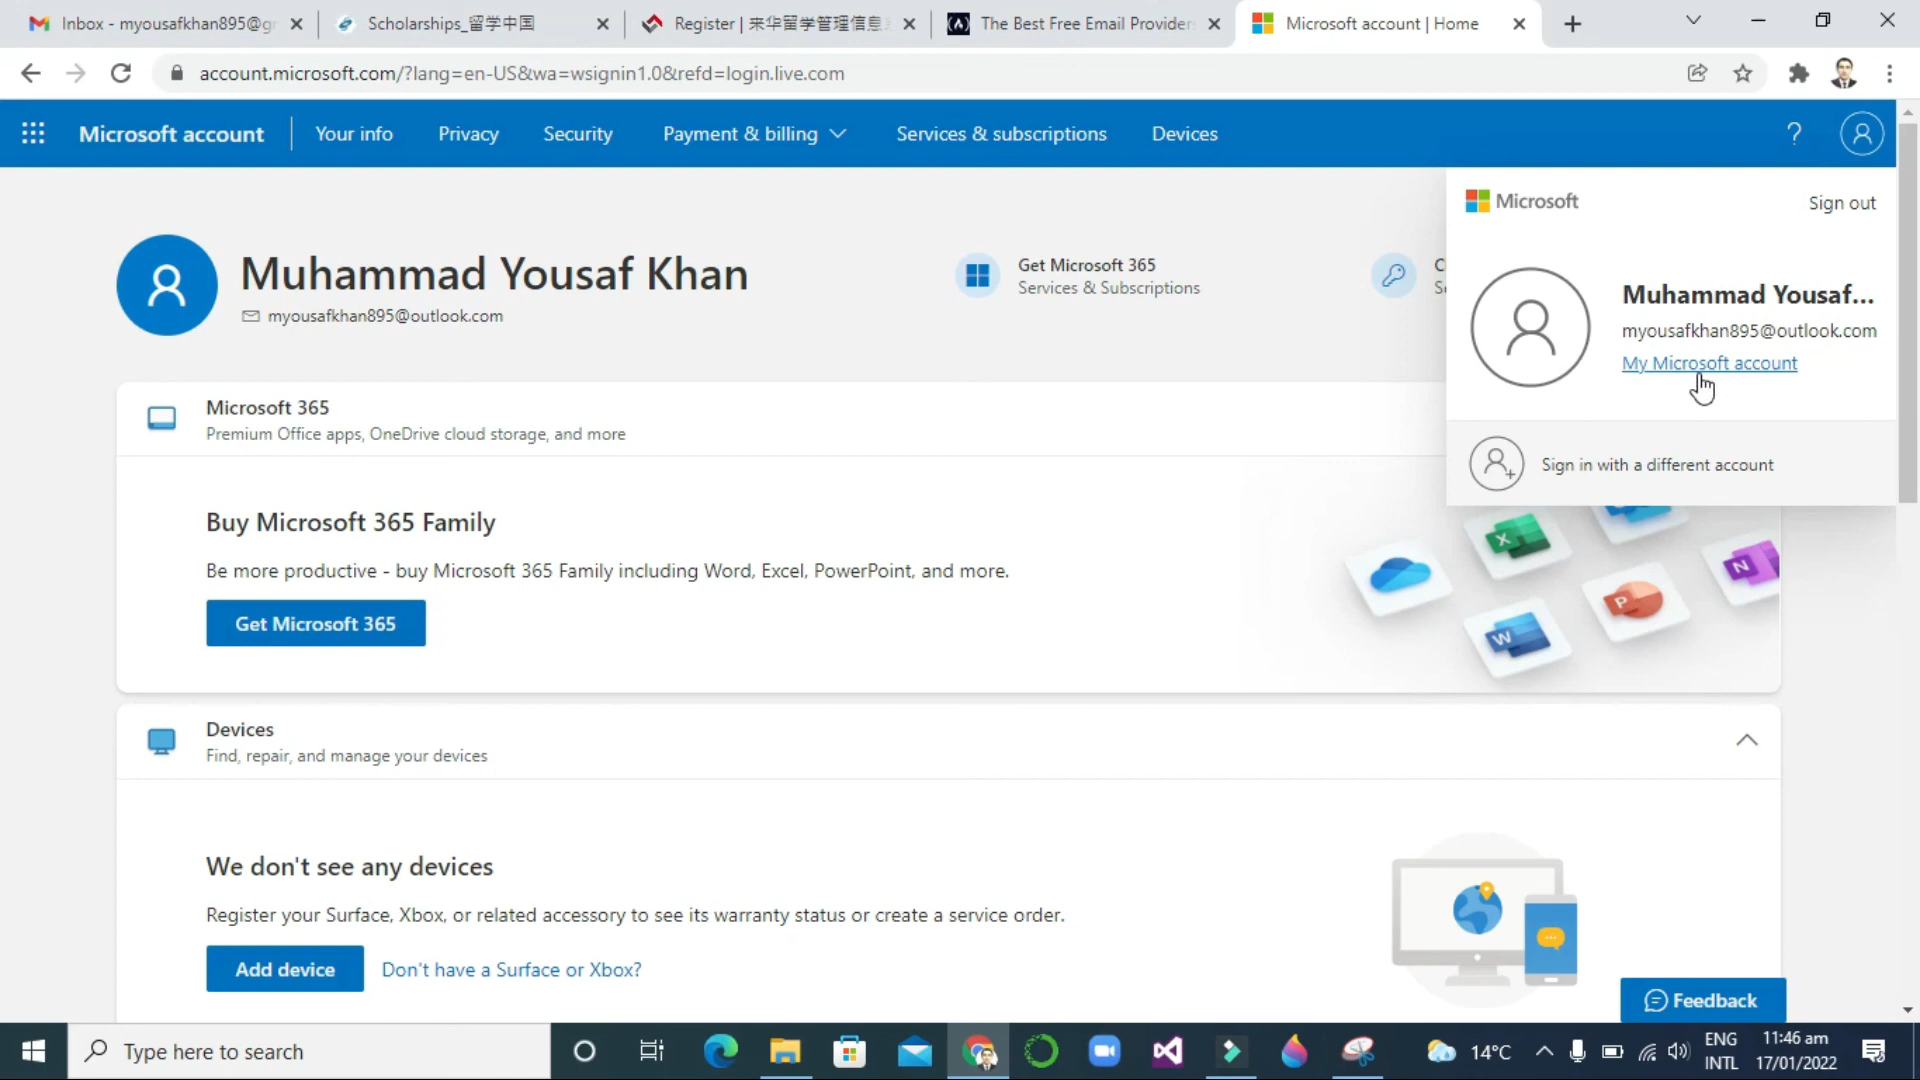 Inbox - myousafkhan895@g
Scholarships_留学中国
Register | 来华留学管理信息
The Best Free Email Provider
Microsoft account | Home
account.microsoft.com/?lang=en-US&wa=wsignin1.0&refd=login.live.com
Microsoft account
Your info
Privacy
Security
Payment & billing
Services & subscriptions
Devices
?
Microsoft
Sign out
Muhammad Yousaf Khan
myousafkhan895@outlook.com
Get Microsoft 365
Services & Subscriptions
C
Se
Muhammad Yousaf...
myousafkhan895@outlook.com
My Microsoft account
Sign in with a different account
Microsoft 365
Premium Office apps, OneDrive cloud storage, and more
Buy Microsoft 365 Family
Be more productive - buy Microsoft 365 Family including Word, Excel, PowerPoint, and more.
Get Microsoft 365
X
N
P
W
Devices
Find, repair, and manage your devices
We don't see any devices
Register your Surface, Xbox, or related accessory to see its warranty status or create a service order.
Add device
Don't have a Surface or Xbox?
Feedback
Type here to search
14°C
ENG
INTL
11:46 am
17/01/2022